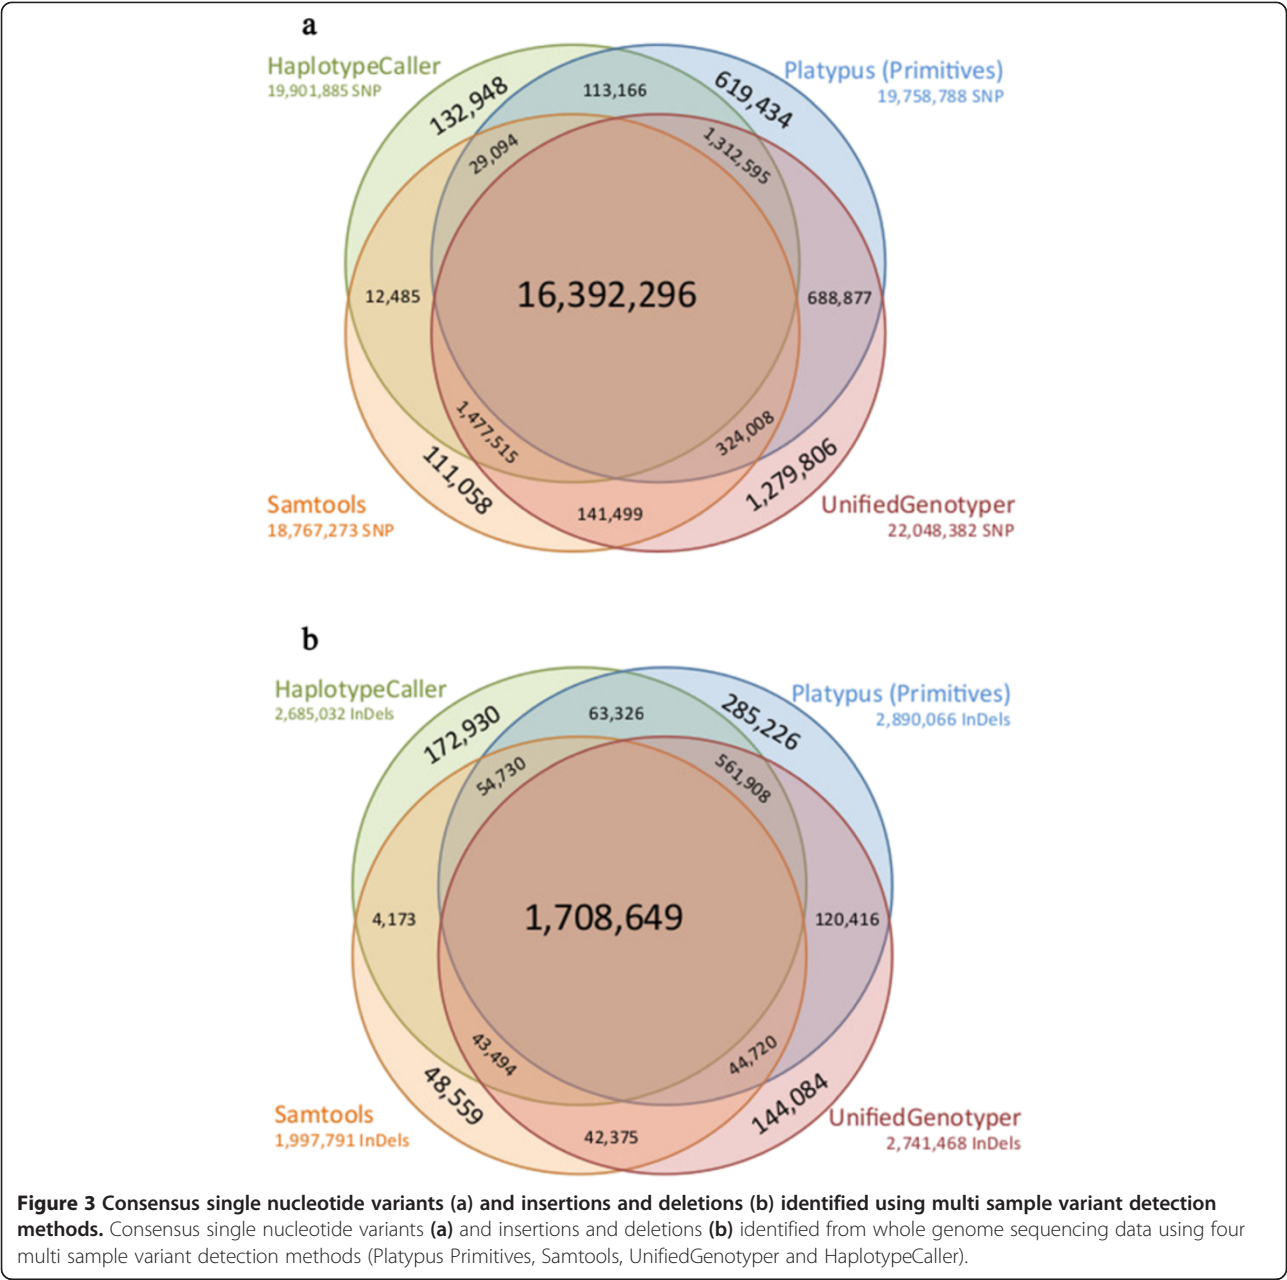 a
HaplotypeCaller
19,901,885 SNP
Platypus (Primitives)
19,758,788 SNP
132,948
113,166
619,434
29,094
1,312,595
12,485
16,392,296
688,877
1,477,515
324,008
111,058
141,499
1,279,806
Samtools
18,767,273 SNP
UnifiedGenotyper
22,048,382 SNP
b
HaplotypeCaller
2,685,032 InDels
Platypus (Primitives)
2,890,066 InDels
172,930
63,326
285,226
54,730
561,908
4,173
1,708,649
120,416
43,494
44,720
48,559
42,375
144,084
Samtools
1,997,791 InDels
UnifiedGenotyper
2,741,468 InDels
Figure 3 Consensus single nucleotide variants (a) and insertions and deletions (b) identified using multi sample variant detection
methods. Consensus single nucleotide variants (a) and insertions and deletions (b) identified from whole genome sequencing data using four
multi sample variant detection methods (Platypus Primitives, Samtools, UnifiedGenotyper and HaplotypeCaller).